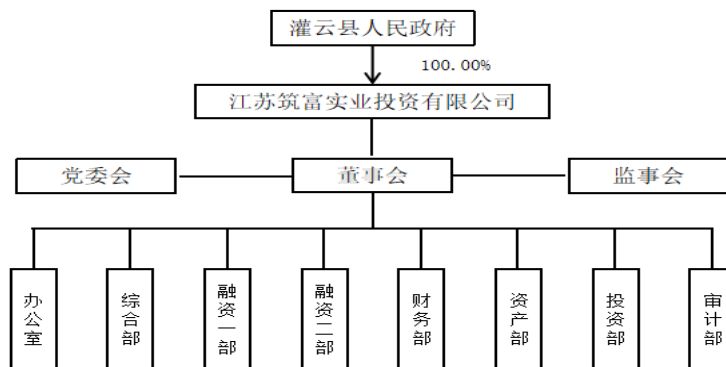 灌云县人民政府
100.00%
江苏筑富实业投资有限公司
党委会
董事会
监事会
办公室
综合部
融资一部
融资二部
财务部
资产部
投资部
审计部